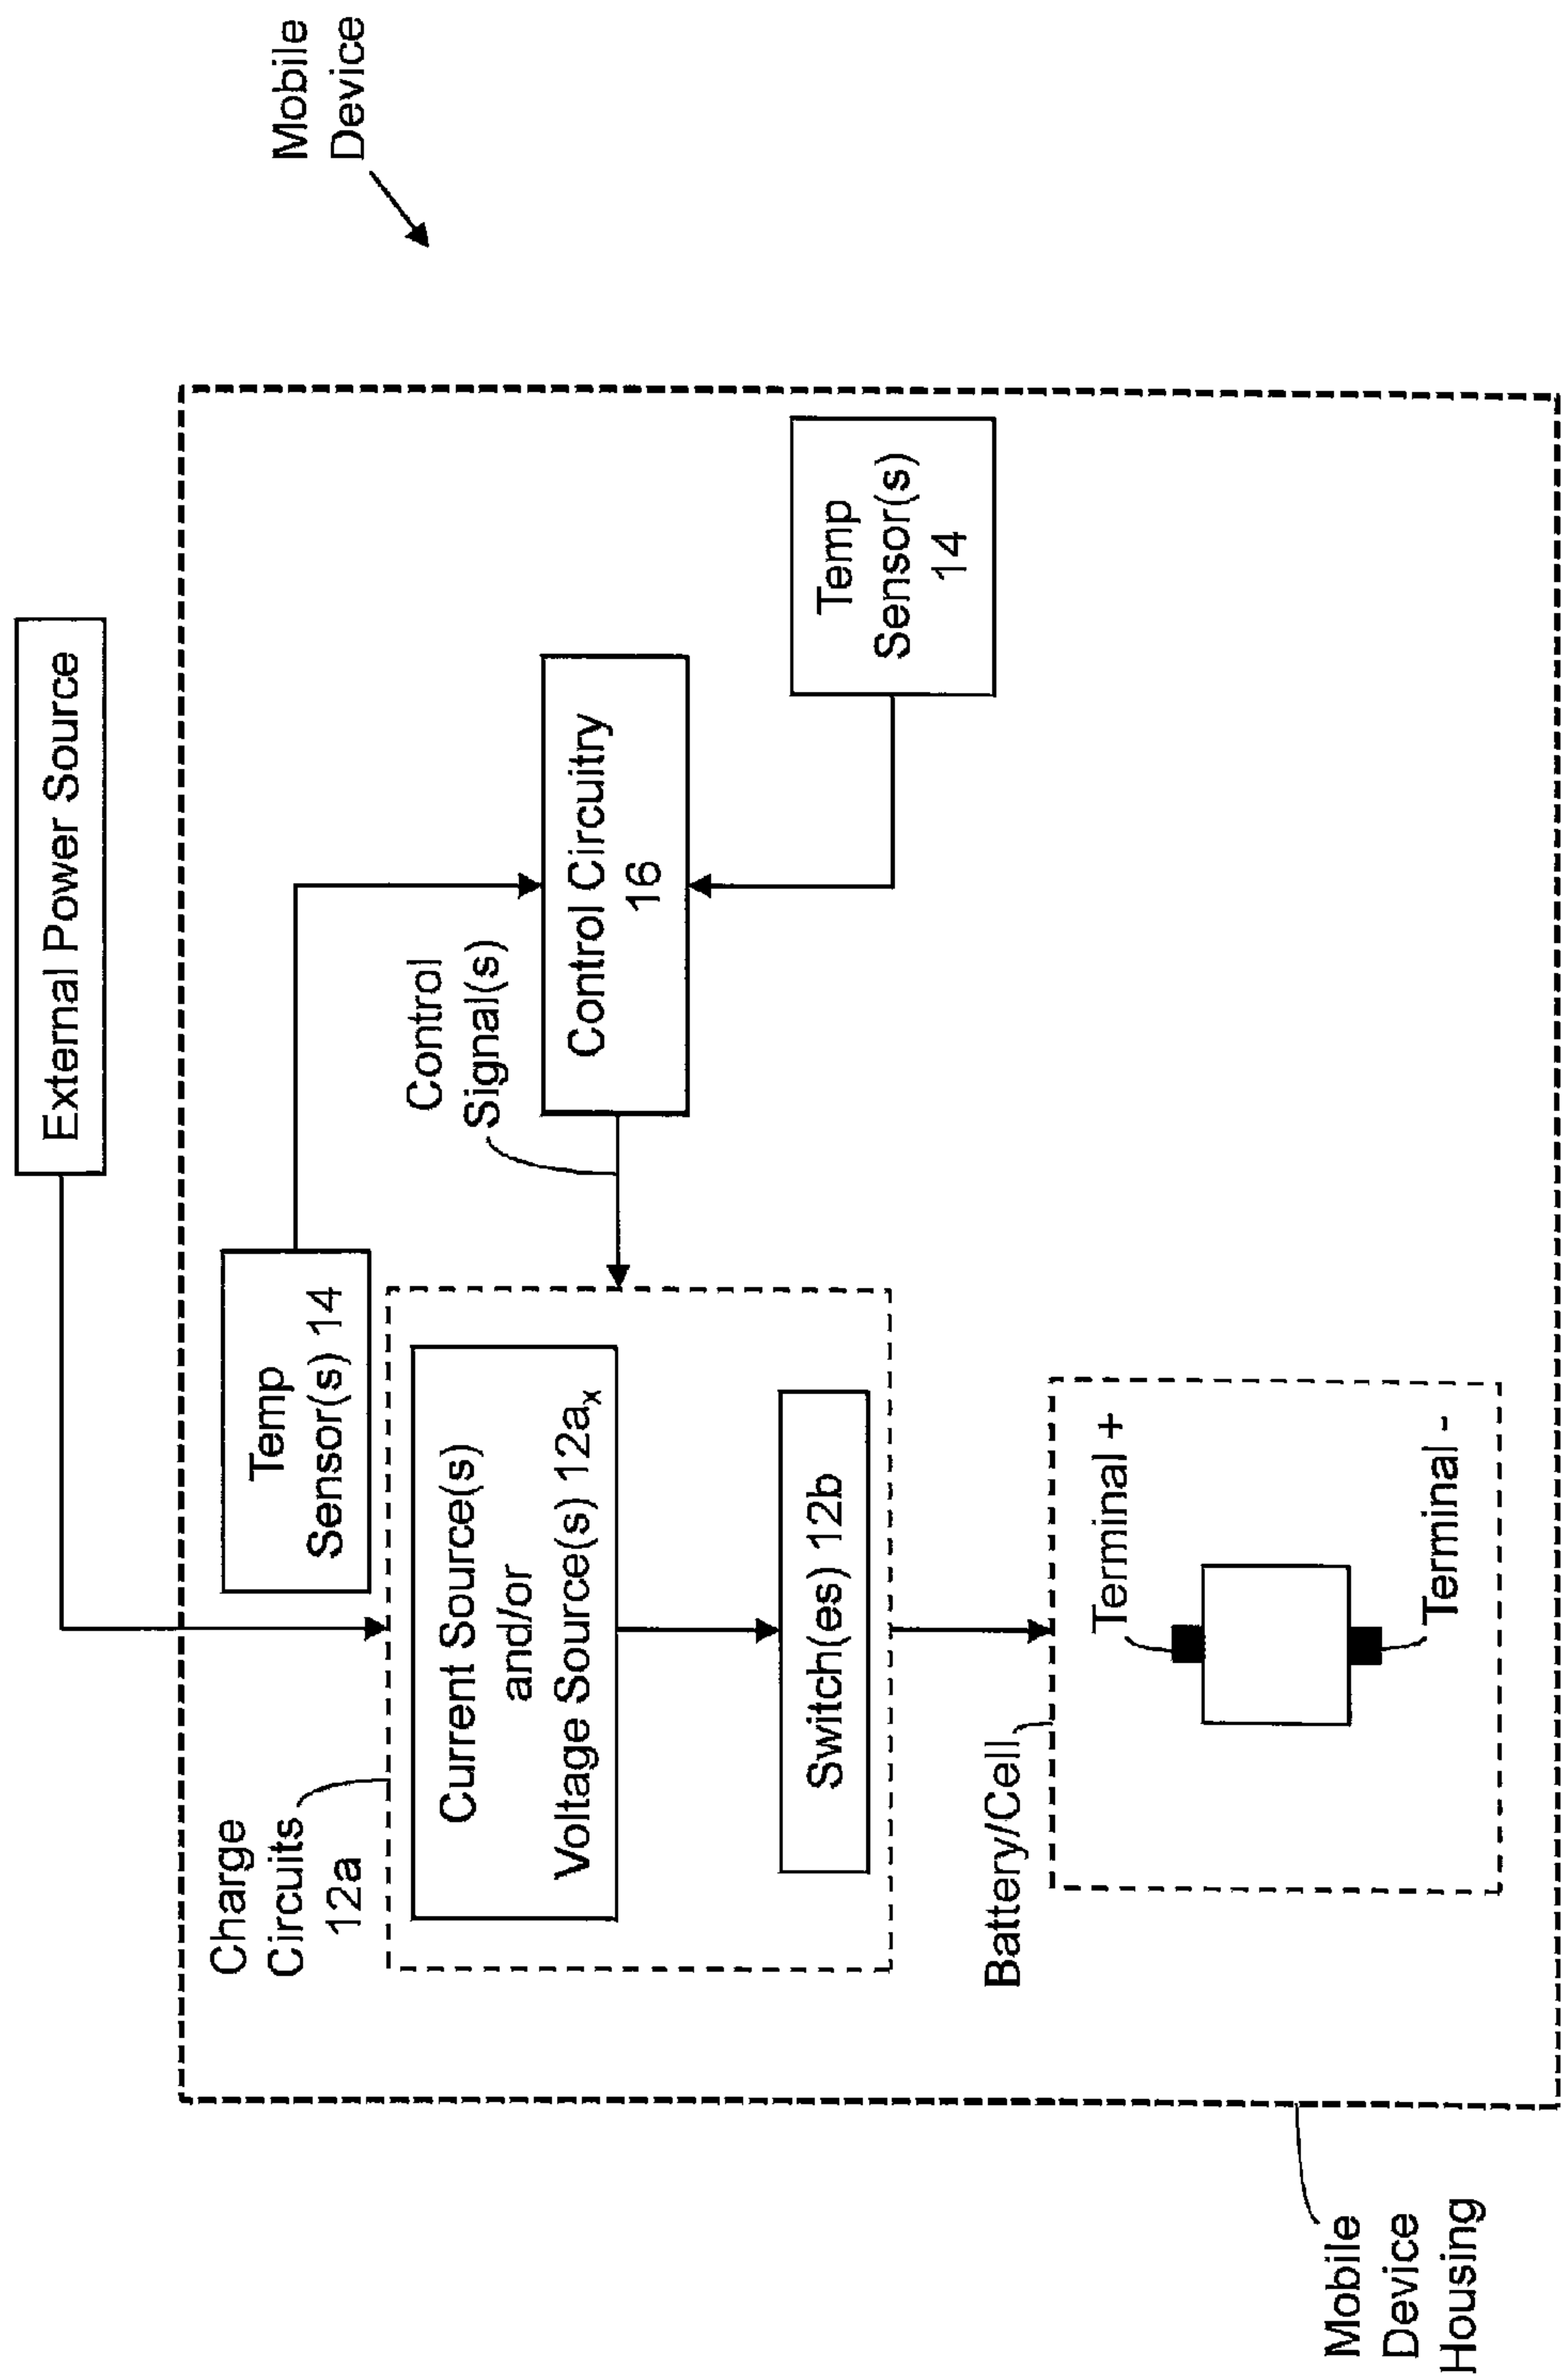 Mobile
Device
External Power Source
Charge
Circuits
12a
Temp
Sensor(s) 14
Current Source(s)
and/or
Voltage Source(s) 12aₓ
Switch(es) 12b
Control
Signal(s)
Control Circuitry
16
Temp
Sensor(s)
14
Battery/Cell
Terminal +
Terminal -
Mobile
Device
Housing